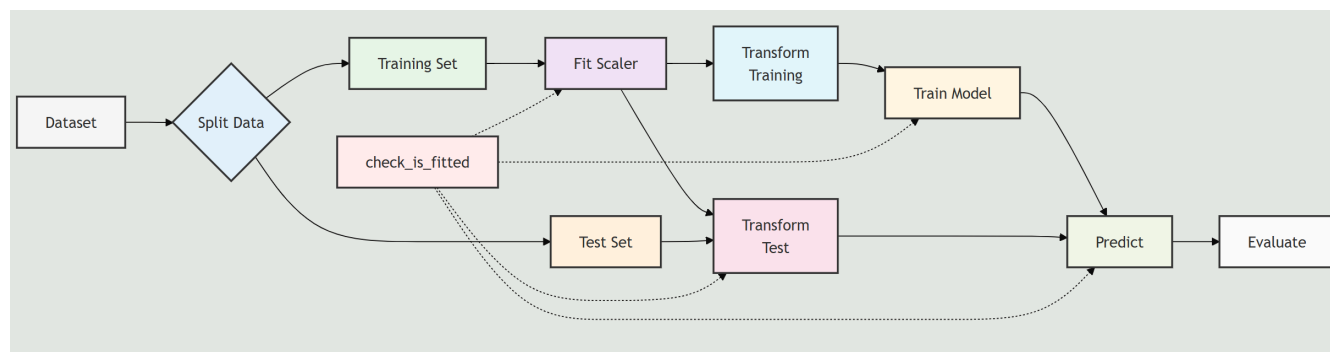 Dataset
Split Data
Training Set
Fit Scaler
Transform
Training
Train Model
check_is_fitted
Test Set
Transform
Test
Predict
Evaluate